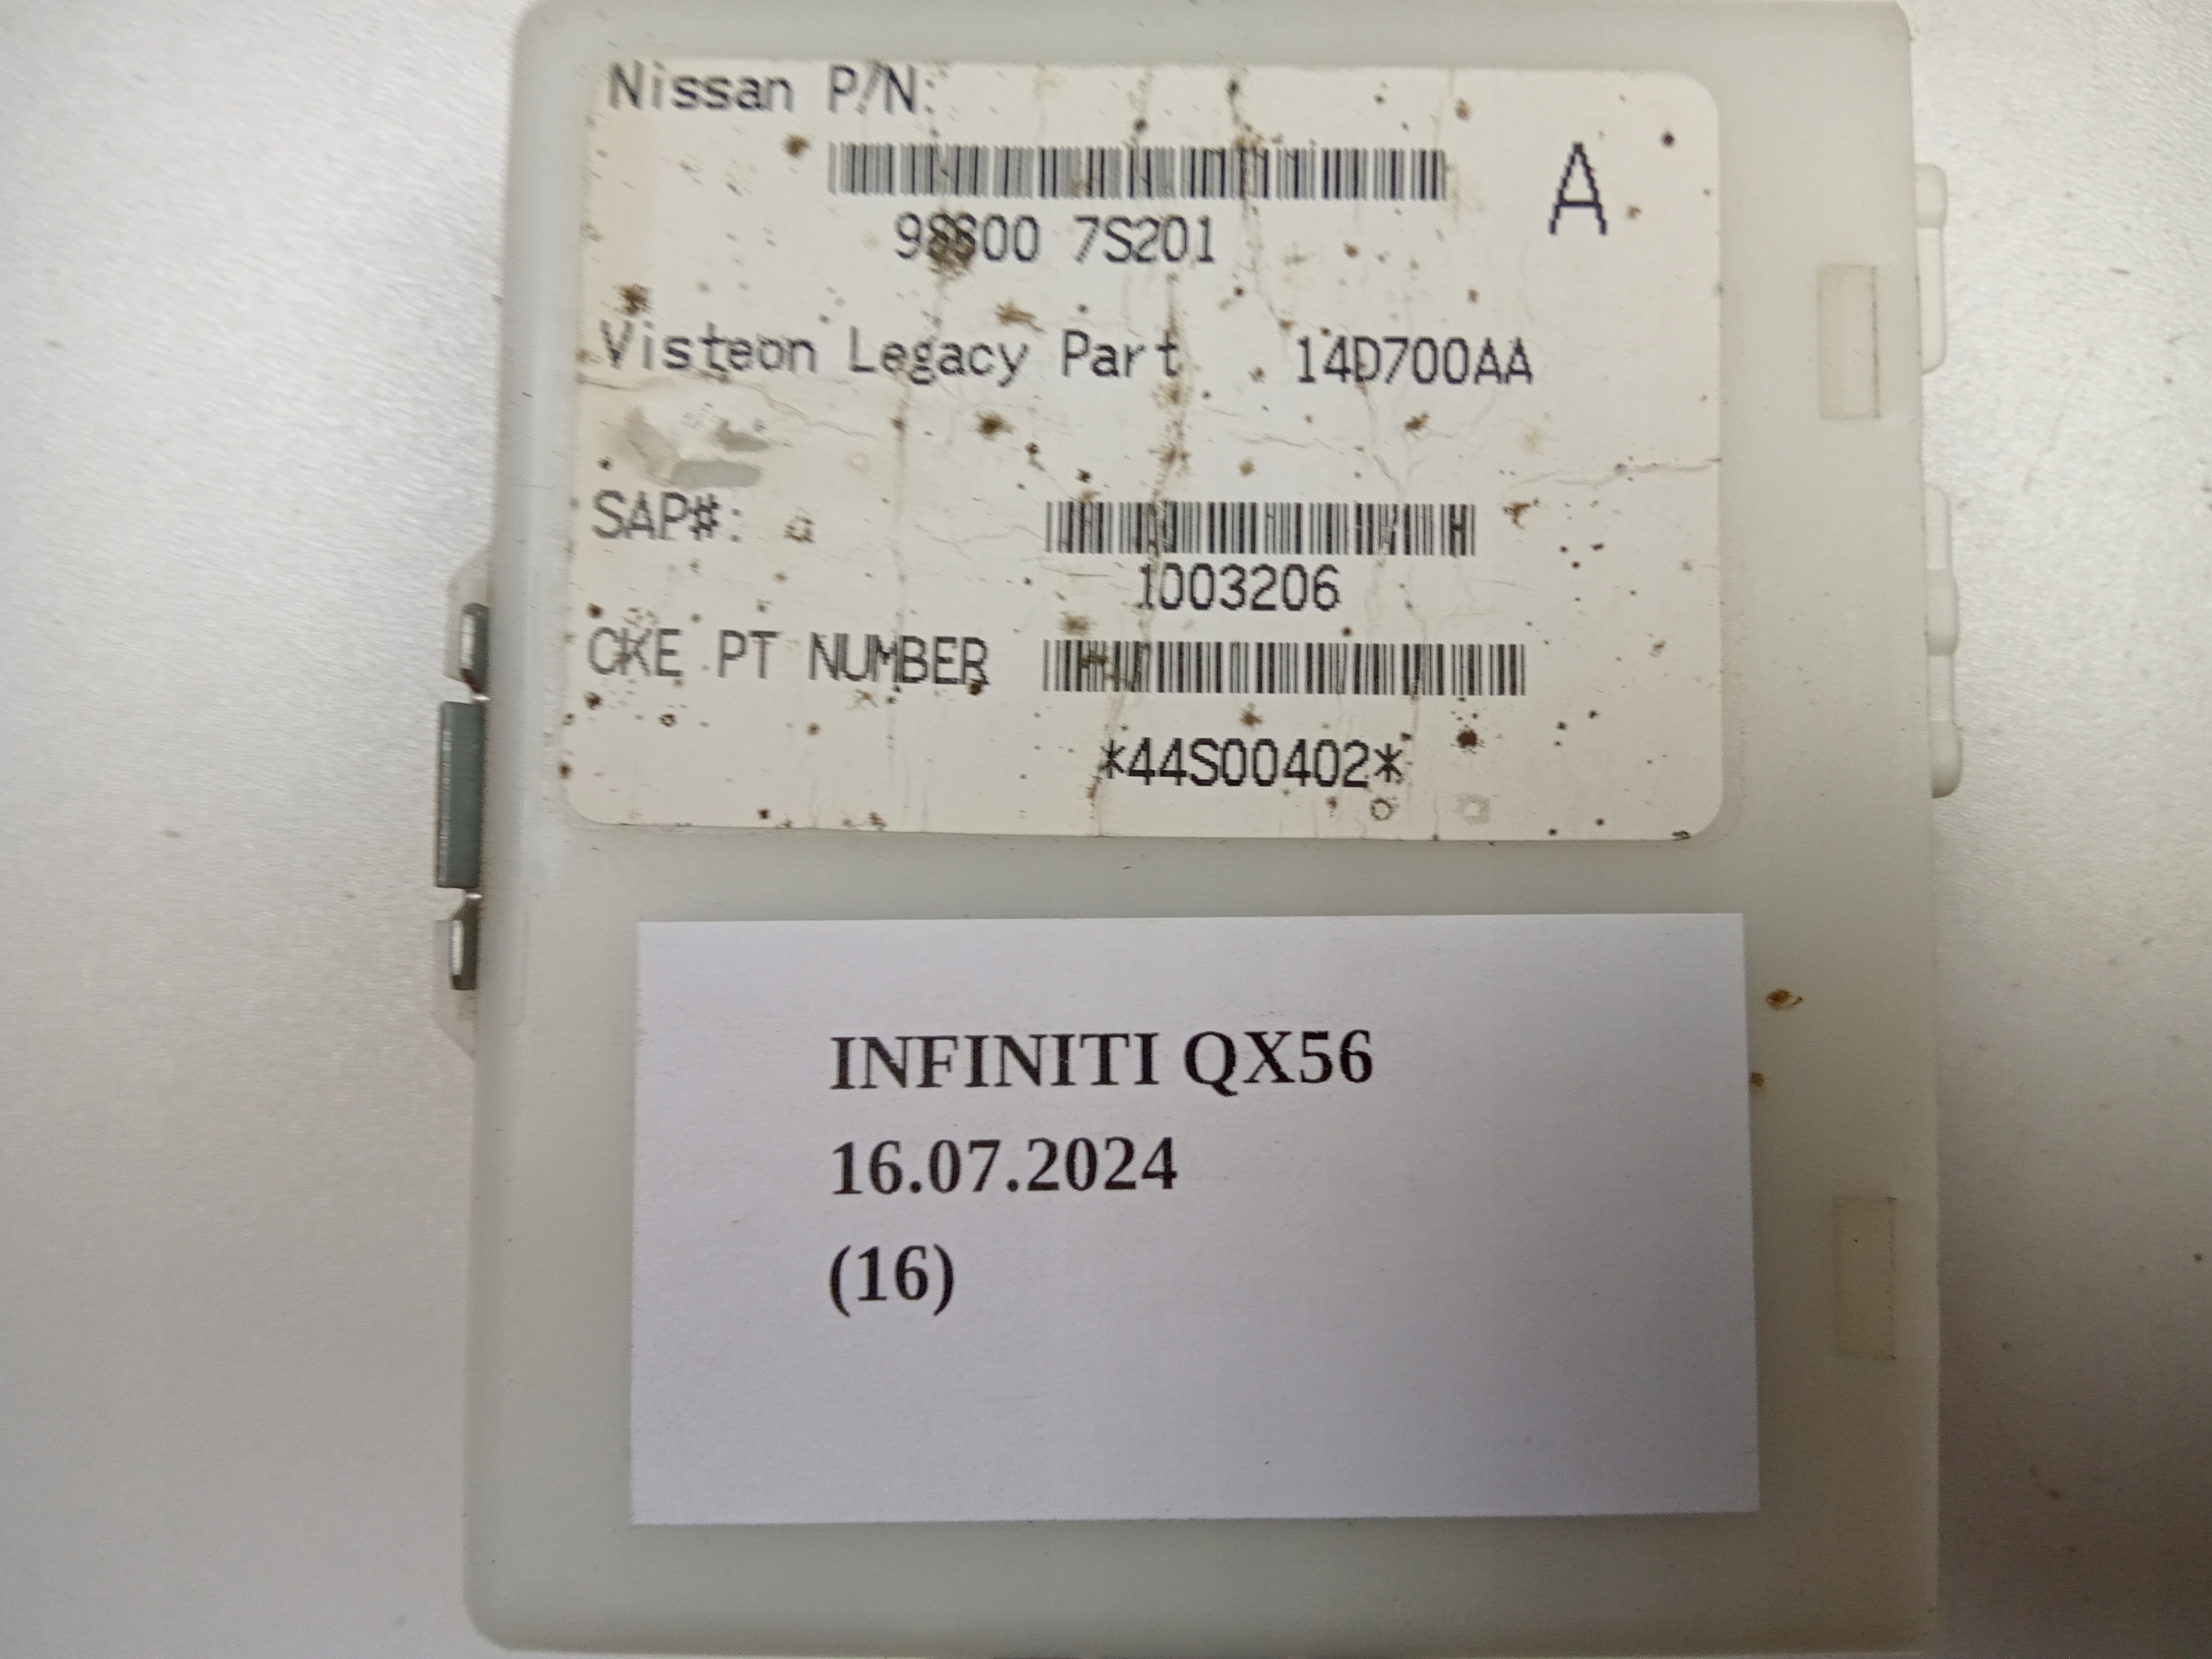 Nissan P/N:
A
98800 7S201
Visteon Legacy Part 14D700AA
SAP#:
1003206
CKE PT NUMBER
*44S00402*
INFINITI QX56
16.07.2024
(16)